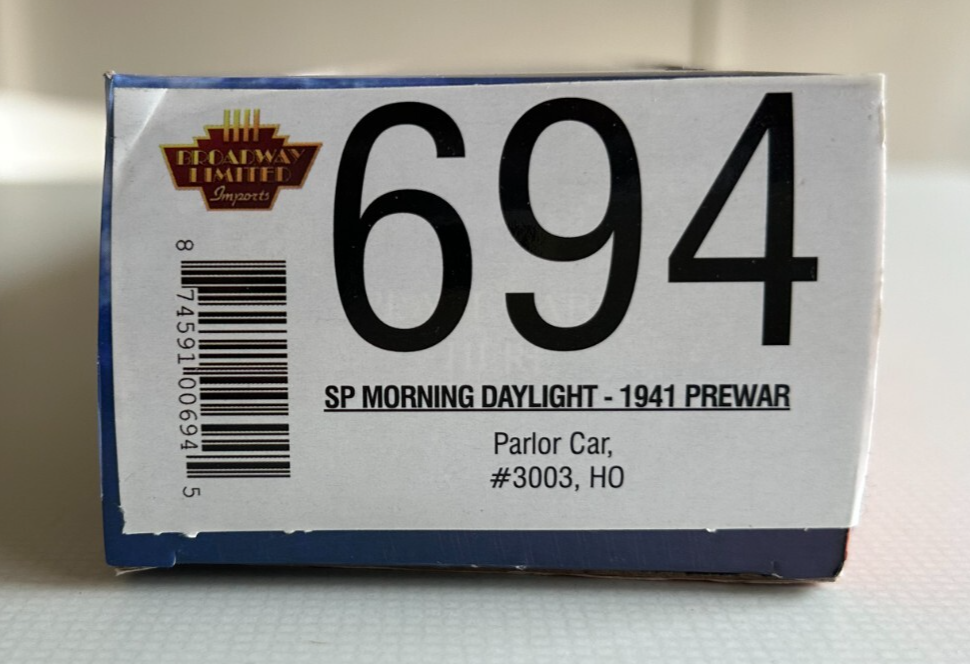 BROADWAY
LIMITED
Imports
694
8 74591 00694 5
SP MORNING DAYLIGHT - 1941 PREWAR
Parlor Car,
#3003, HO